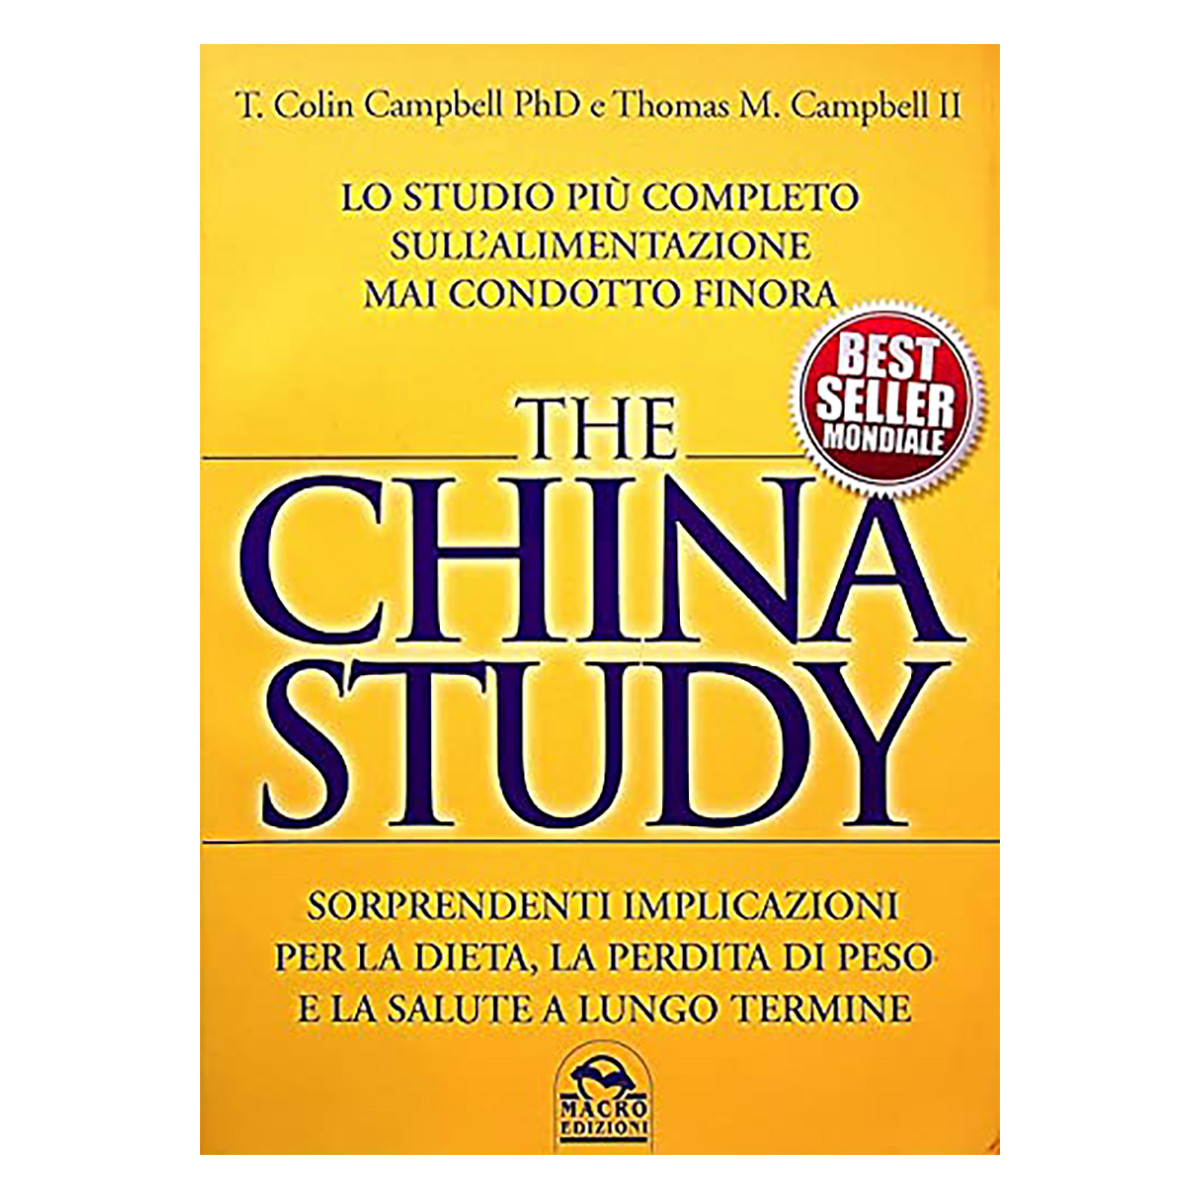 T. Colin Campbell PhD e Thomas M. Campbell II
LO STUDIO PIÙ COMPLETO
SULL'ALIMENTAZIONE
MAI CONDOTTO FINORA
BEST
SELLER
MONDIALE
THE
CHINA
STUDY
SORPRENDENTI IMPLICAZIONI
PER LA DIETA, LA PERDITA DI PESO
E LA SALUTE A LUNGO TERMINE
MACRO
EDIZIONI